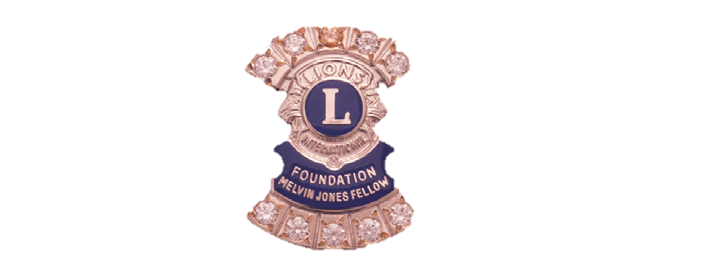 LIONS
L
INTERNATIONAL
FOUNDATION
MELVIN JONES FELLOW